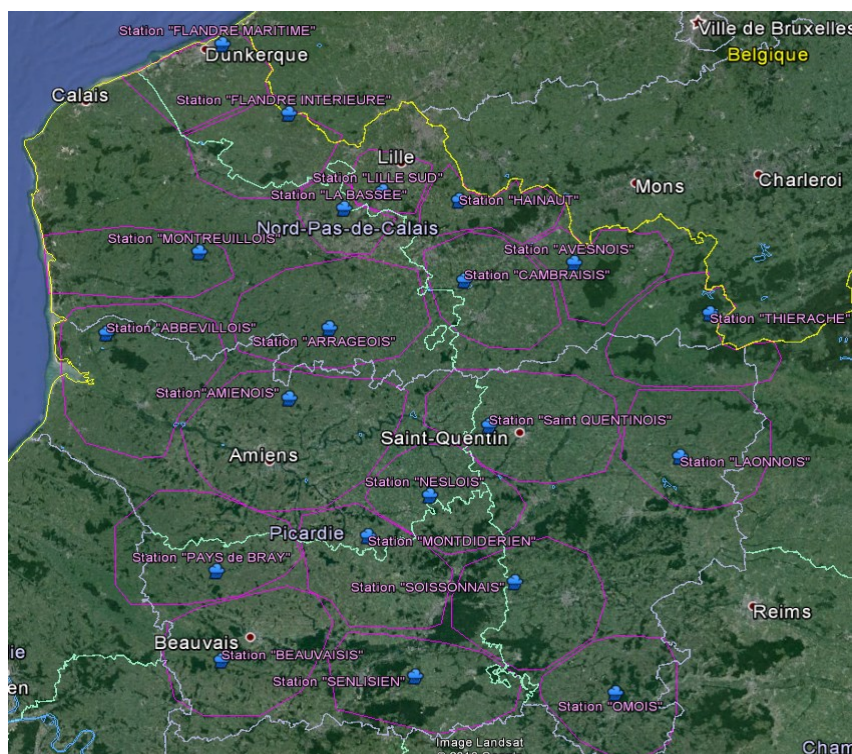 Station "FLANDRE MARITIME"
Ville de Bruxelles
Dunkerque
Belgique
Calais
Station "FLANDRE INTERIEURE"
Lille
Station "LILLE SUD"
Mons
Charleroi
Station "LA BASSEE"
Station "HAINAUT"
Nord-Pas-de-Calais
Station "MONTREUILLOIS"
Station "AVESNOIS"
Station "CAMBRAISIS"
Station "THIERACHE"
Station "ABBEVILLOIS"
Station "ARRAGEOIS"
Station"AMIENOIS"
Station "Saint QUENTINOIS"
Saint-Quentin
Amiens
Station "LAONNOIS"
Station "NESLOIS"
Picardie
Station "MONTDIDERIEN"
Station "PAYS de BRAY"
Station "SOISSONNAIS"
Reims
Beauvais
ie
Station "BEAUVAISIS"
Station "SENLISIEN"
en
Station "OMOIS"
Image Landsat
Cham